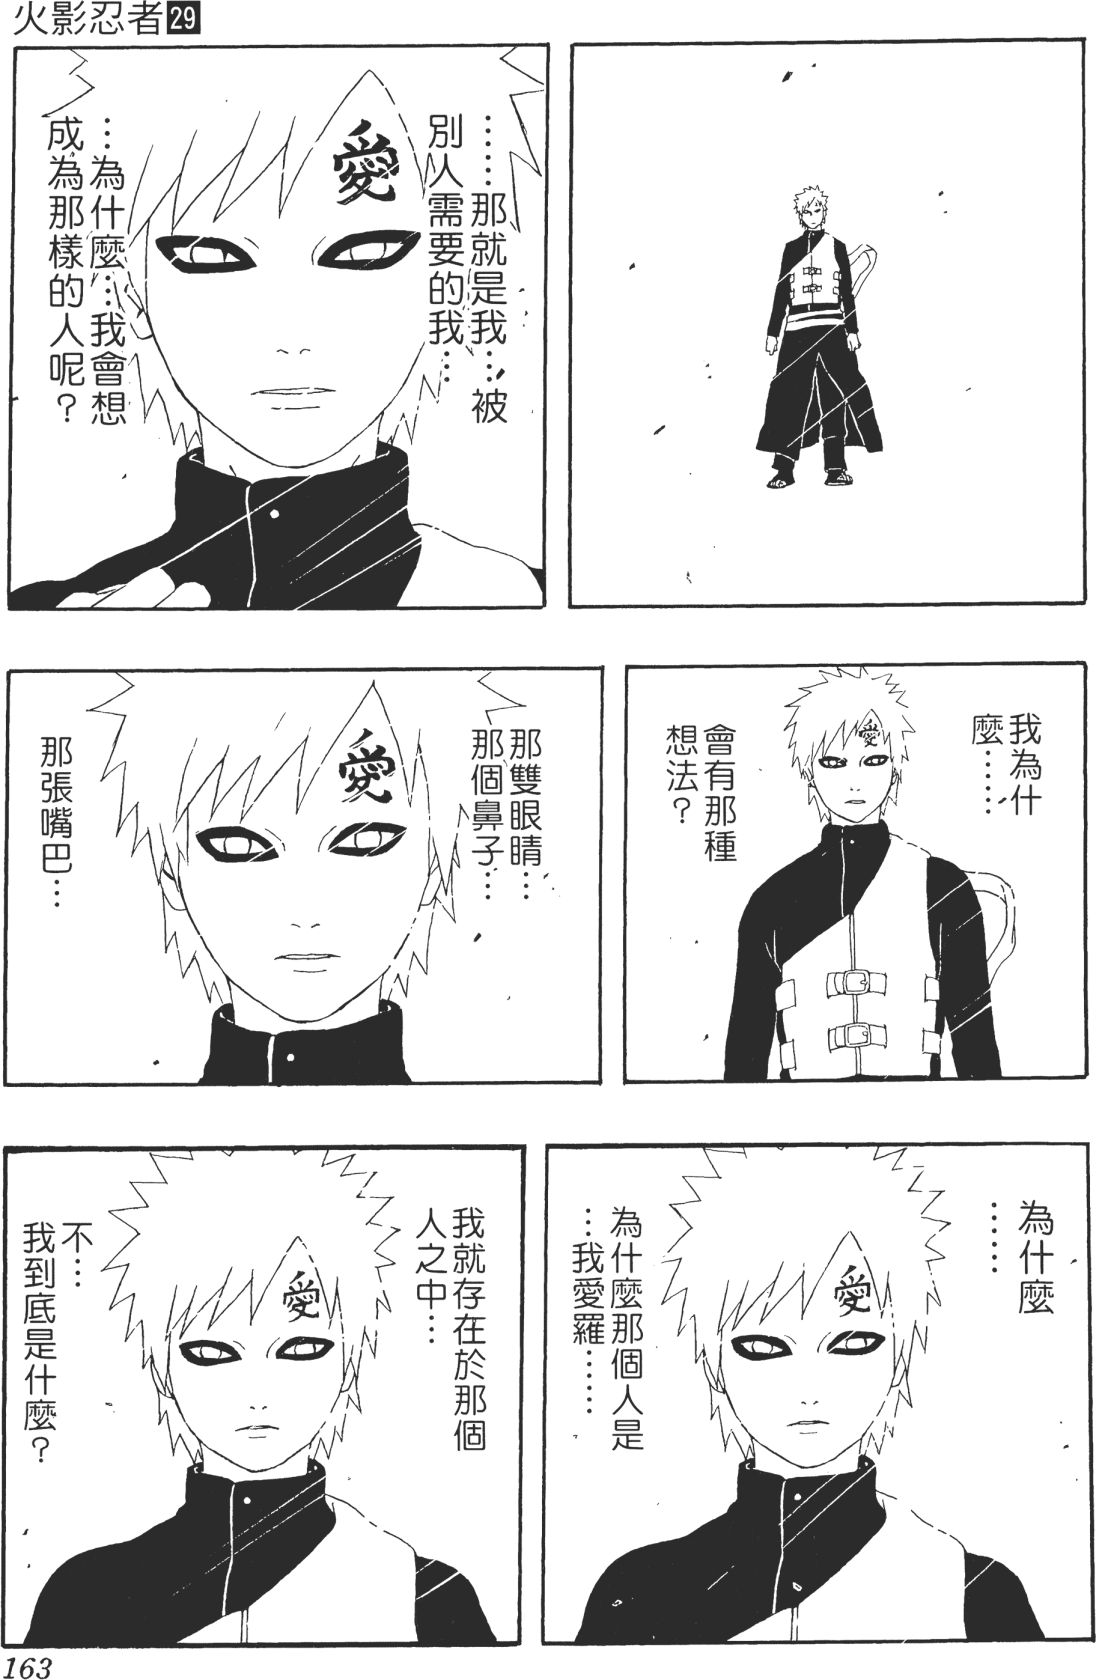 火影忍者29
愛
……那就是我…被
別人需要的我…
…為什麼…我會想
成為那樣的人呢？
我為什
麼……
會有那種
想法？
愛
那雙眼睛…
那個鼻子…
那張嘴巴…
愛
為什麼
……
為什麼那個人是
…我愛羅……
愛
我就存在於那個
人之中…
不…
我到底是什麼？
愛
163